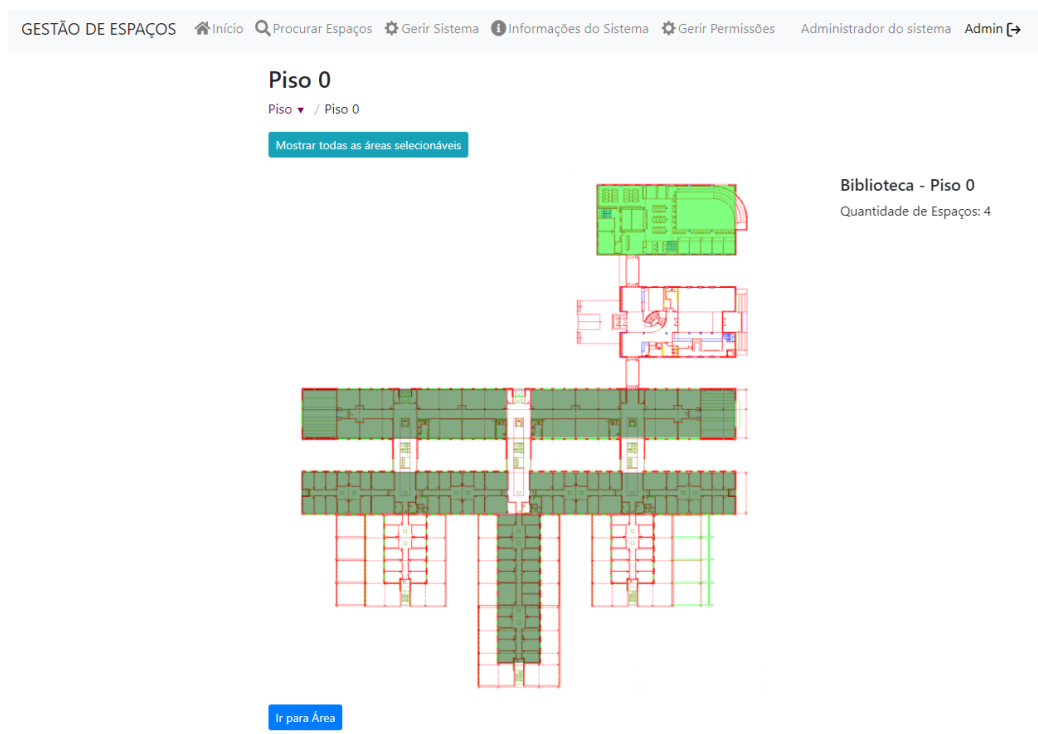 GESTÃO DE ESPAÇOS Início Procurar Espaços Gerir Sistema Informações do Sistema Gerir Permissões Administrador do sistema Admin
Piso 0
Piso ▾ / Piso 0
Mostrar todas as áreas selecionáveis
Biblioteca - Piso 0
Quantidade de Espaços: 4
Ir para Área